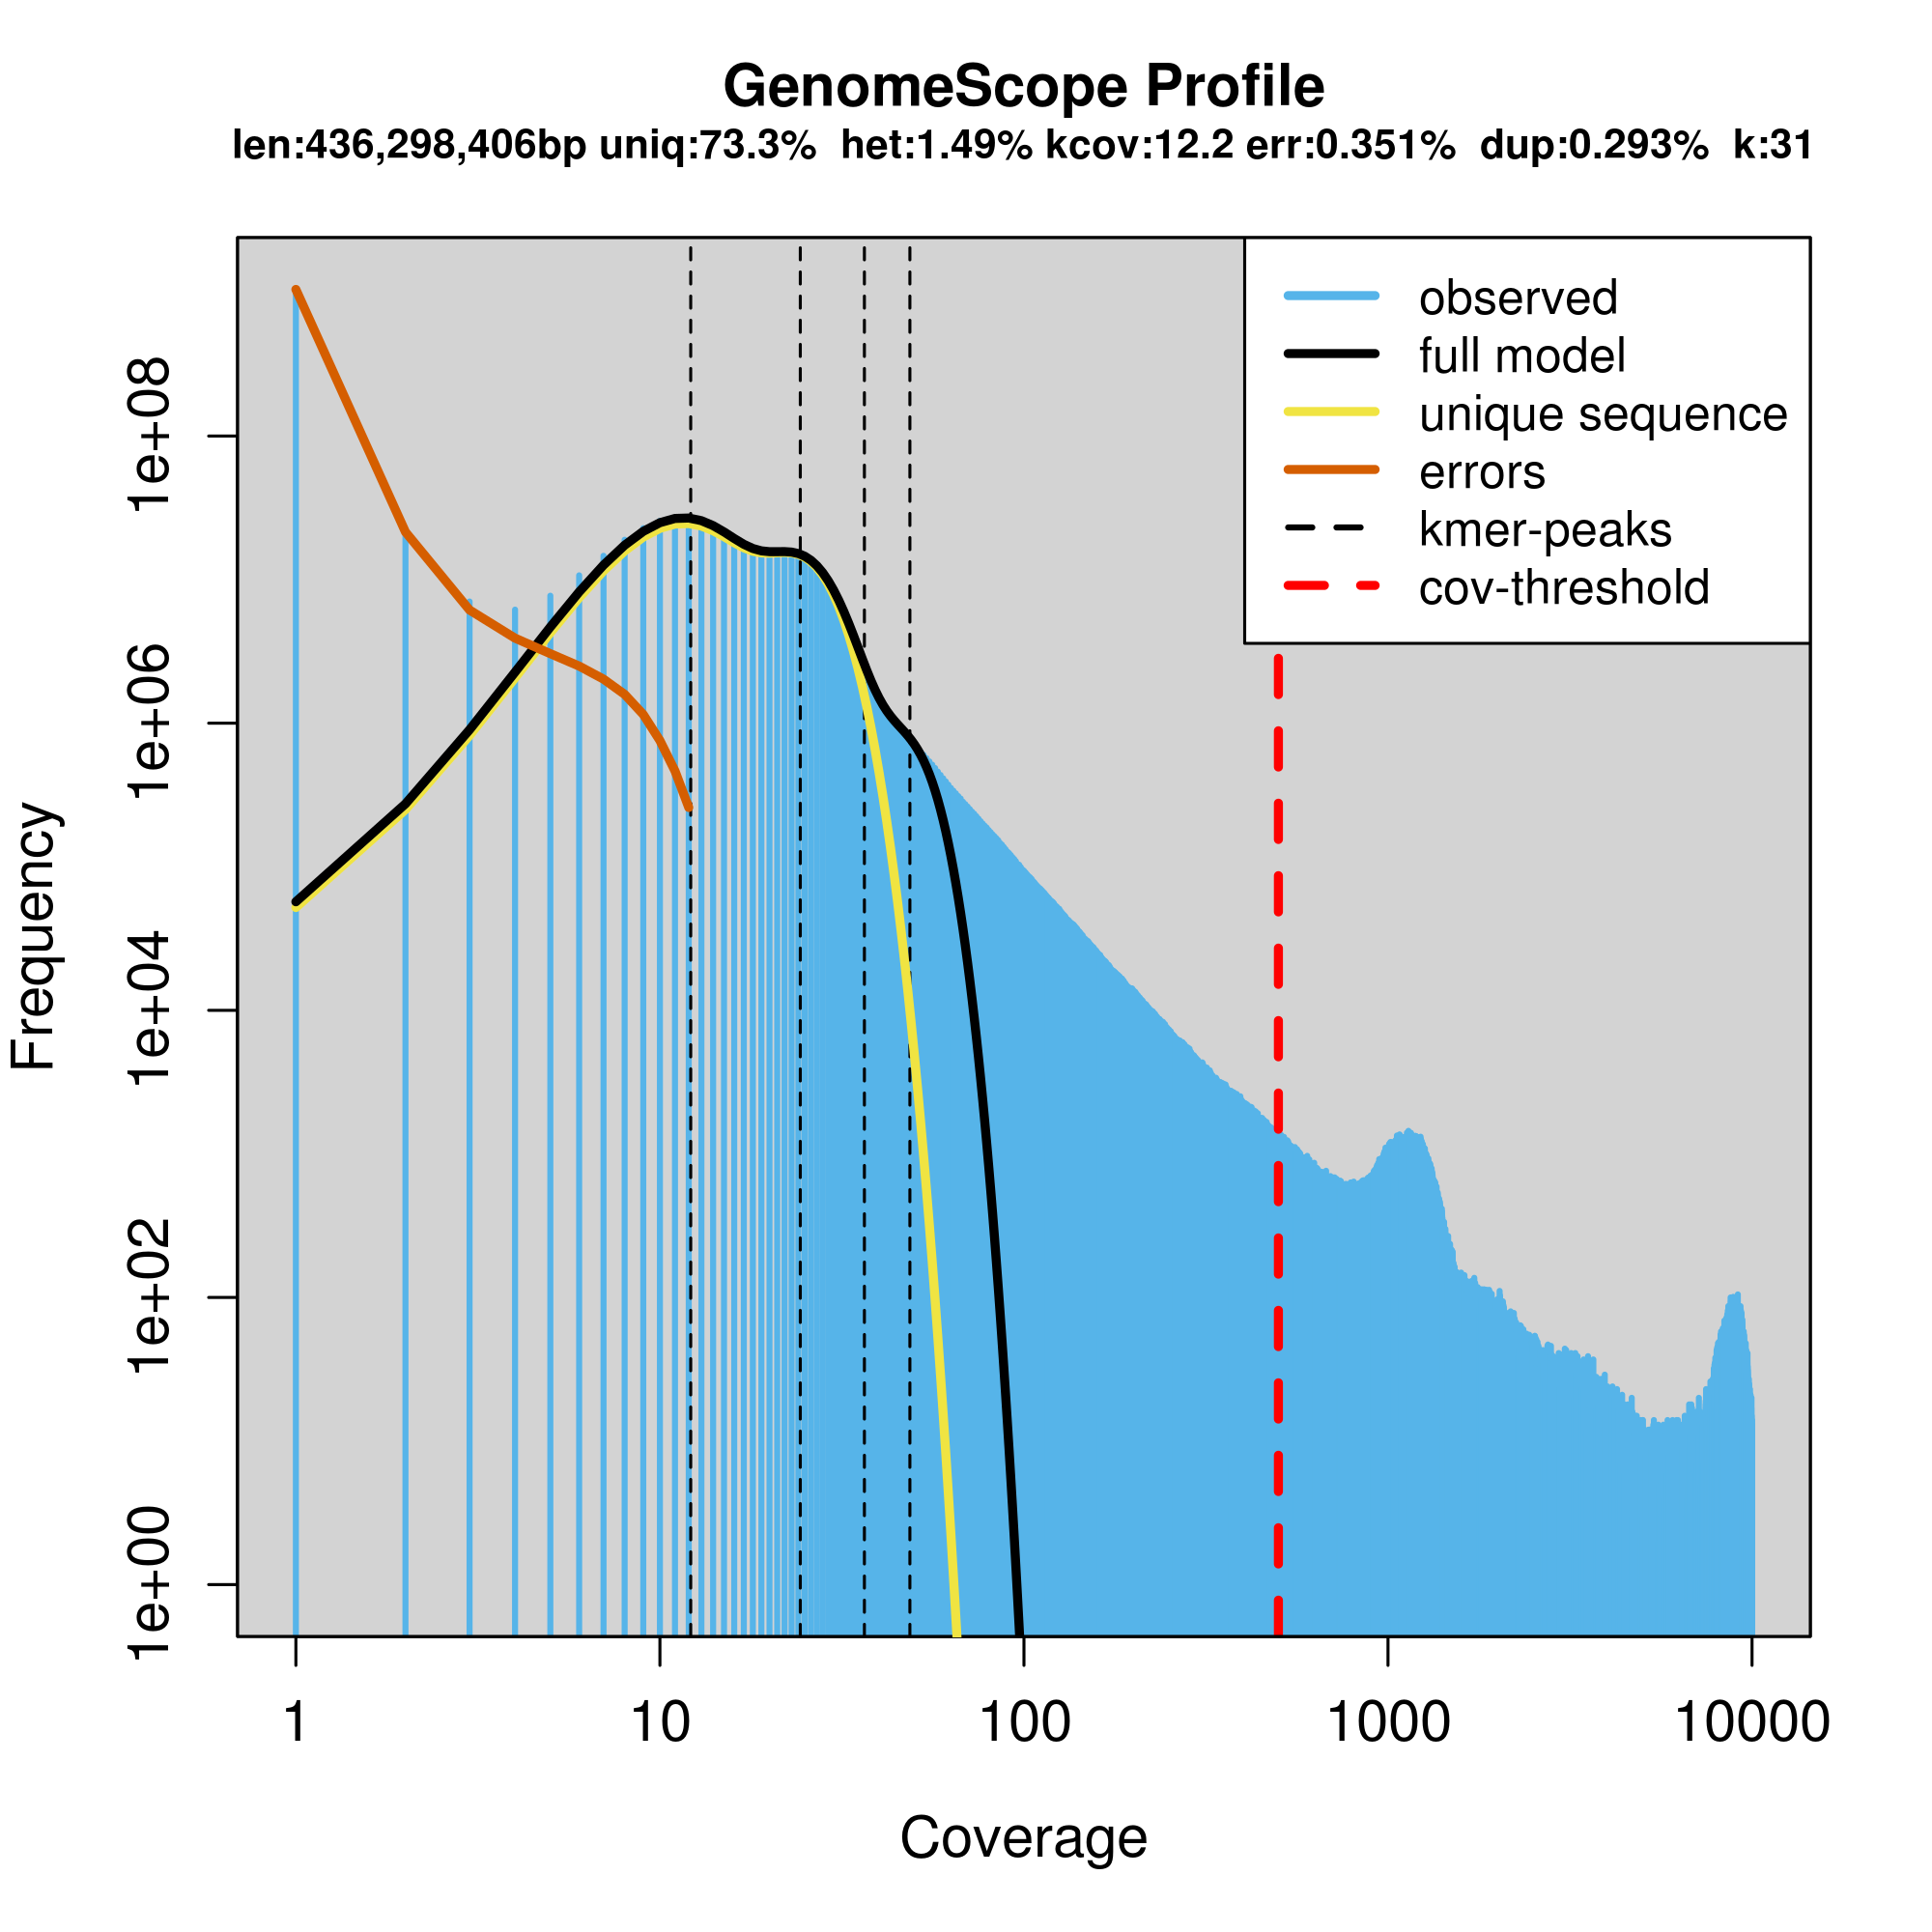 GenomeScope Profile
len:436,298,406bp uniq:73.3% het:1.49% kcov:12.2 err:0.351% dup:0.293% k:31
observed
full model
unique sequence
errors
kmer-peaks
cov-threshold
Frequency
1e+08
1e+06
1e+04
1e+02
1e+00
1
10
100
1000
10000
Coverage